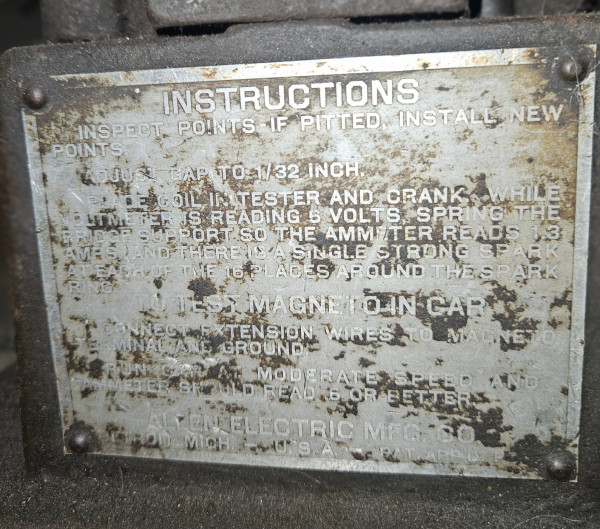 INSTRUCTIONS
INSPECT POINTS-IF PITTED, INSTALL NEW
POINTS
ADJUST GAP TO 1/32 INCH.
PLACE COIL IN TESTER AND CRANK. WHILE
VOLTMETER IS READING 6 VOLTS, SPRING THE
BRIDGE SUPPORT SO THE AMMETER READS 1.3
AMPS, AND THERE IS A SINGLE STRONG SPARK
AT EACH OF THE 16 PLACES AROUND THE SPARK
RING.
TO TEST MAGNETO IN CAR
CONNECT EXTENSION WIRES TO MAGNETO
TERMINAL AND GROUND.
RUN CAR AT MODERATE SPEED AND
AMMETER SHOULD READ 6 OR BETTER
ALLEN ELECTRIC MFG. CO.
DETROIT MICH. U.S.A. PAT. APP'D